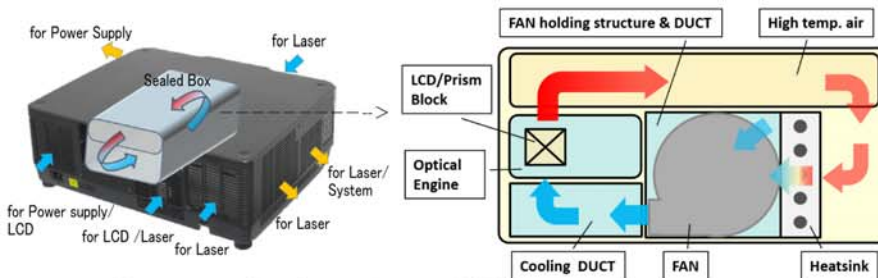 for Power Supply
for Laser
Sealed Box
for Laser/
System
for Laser
for Power supply/
LCD
for LCD /Laser
for Laser
FAN holding structure & DUCT
High temp. air
LCD/Prism
Block
Optical
Engine
Cooling DUCT
FAN
Heatsink